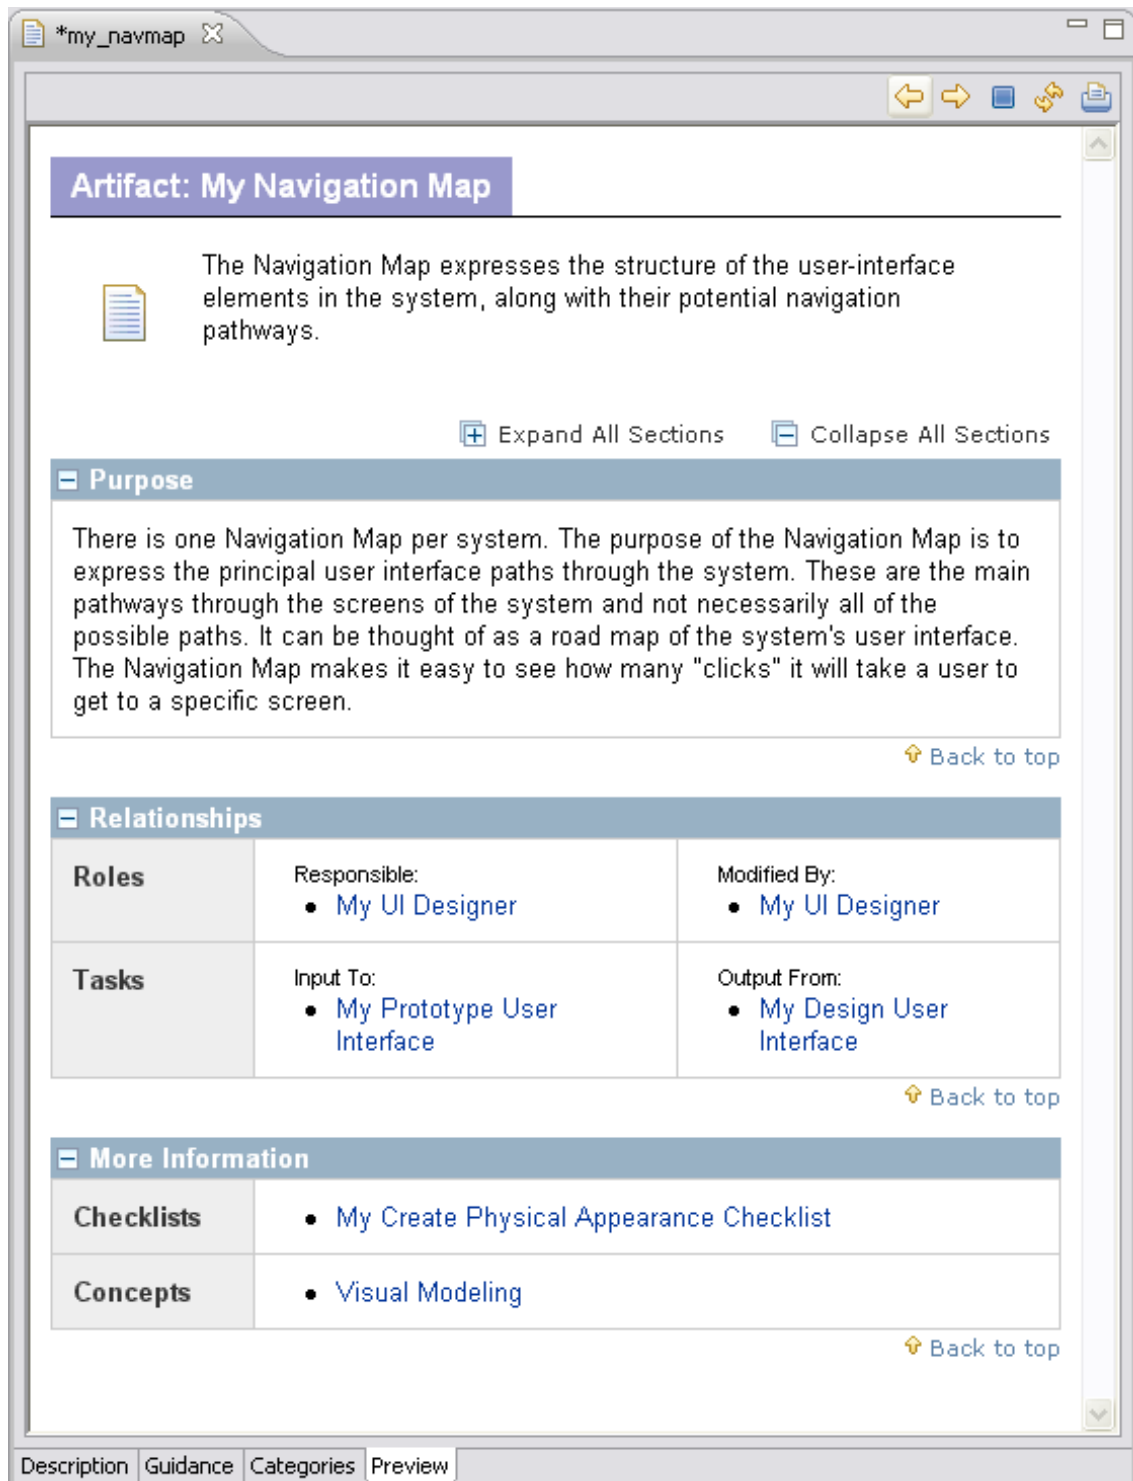 *my_navmap
Artifact: My Navigation Map
The Navigation Map expresses the structure of the user-interface
elements in the system, along with their potential navigation
pathways.
Expand All Sections Collapse All Sections
Purpose
There is one Navigation Map per system. The purpose of the Navigation Map is to
express the principal user interface paths through the system. These are the main
pathways through the screens of the system and not necessarily all of the
possible paths. It can be thought of as a road map of the system's user interface.
The Navigation Map makes it easy to see how many "clicks" it will take a user to
get to a specific screen.
Back to top
Relationships
Roles
Responsible:
• My UI Designer
Modified By:
• My UI Designer
Tasks
Input To:
• My Prototype User
Interface
Output From:
• My Design User
Interface
Back to top
More Information
Checklists
• My Create Physical Appearance Checklist
Concepts
• Visual Modeling
Back to top
Description Guidance Categories Preview